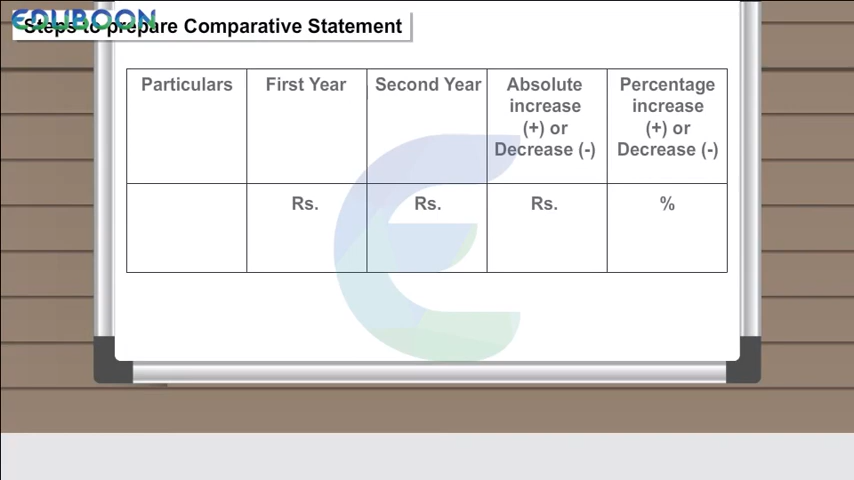 EDUBOON
Steps to prepare Comparative Statement
Particulars
First Year
Second Year
Absolute
increase
(+) or
Decrease (-)
Percentage
increase
(+) or
Decrease (-)
Rs.
Rs.
Rs.
%